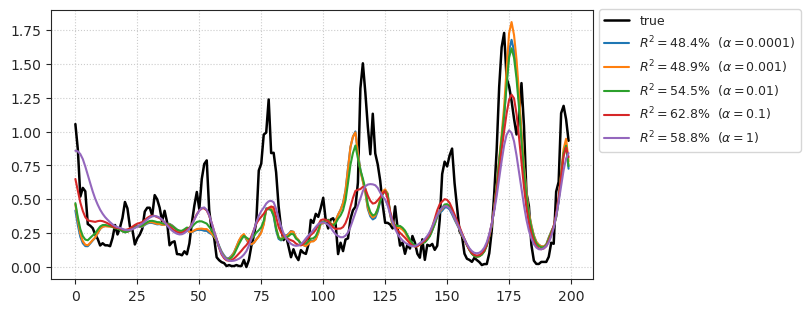 true
R² = 48.4% (α = 0.0001)
R² = 48.9% (α = 0.001)
R² = 54.5% (α = 0.01)
R² = 62.8% (α = 0.1)
R² = 58.8% (α = 1)
1.75
1.50
1.25
1.00
0.75
0.50
0.25
0.00
0 25 50 75 100 125 150 175 200